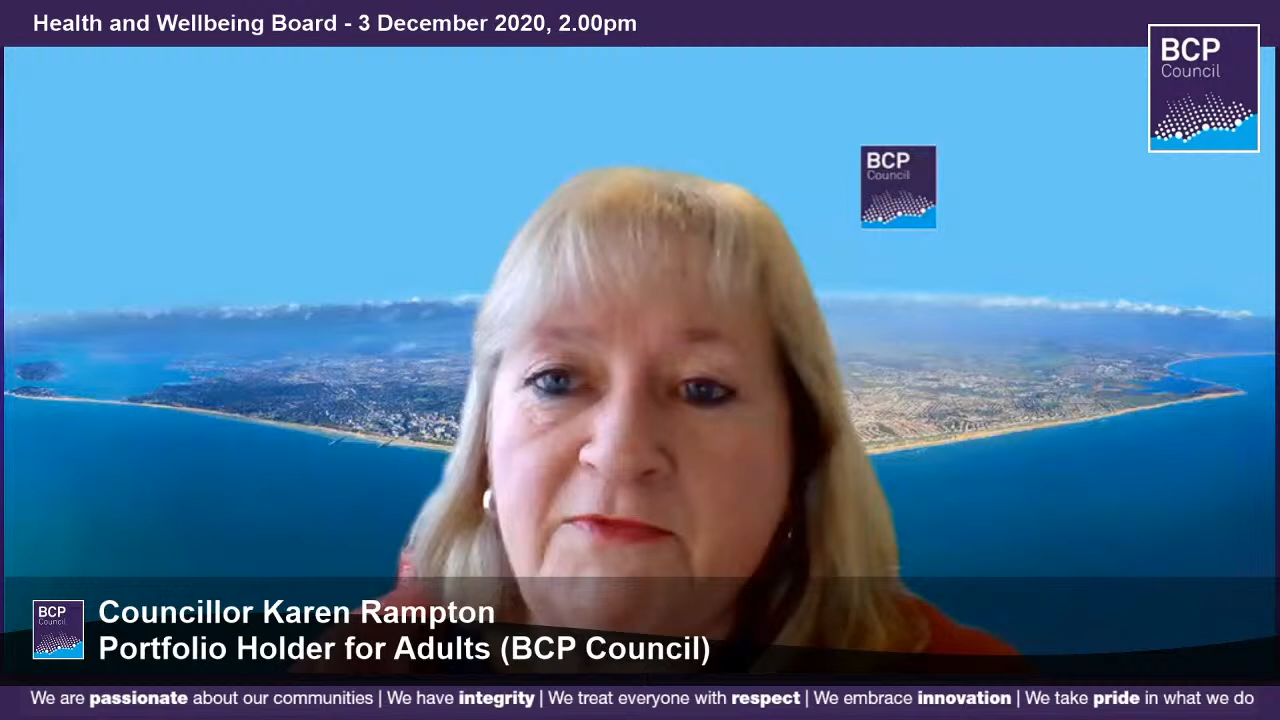 Health and Wellbeing Board - 3 December 2020, 2.00pm
BCP
Council
BCP
Council
BCP
Council
Councillor Karen Rampton
Portfolio Holder for Adults (BCP Council)
We are passionate about our communities | We have integrity | We treat everyone with respect | We embrace innovation | We take pride in what we do